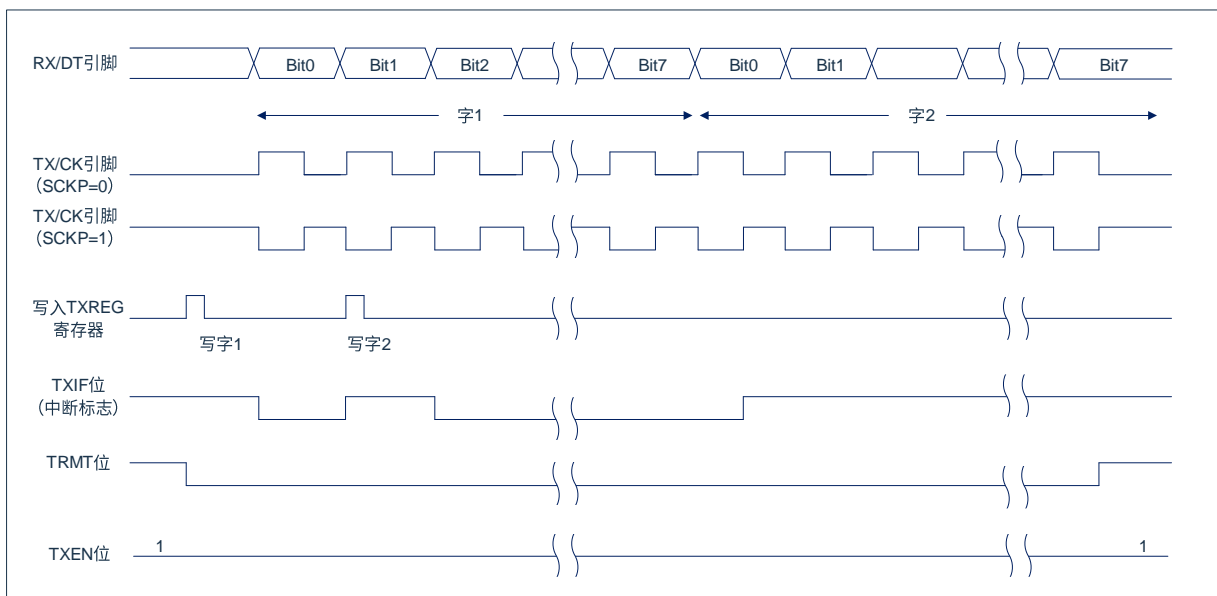 RX/DT引脚
Bit0 Bit1 Bit2 Bit7 Bit0 Bit1 Bit7
字1 字2
TX/CK引脚
（SCKP=0）
TX/CK引脚
（SCKP=1）
写入TXREG
寄存器
写字1 写字2
TXIF位
（中断标志）
TRMT位
TXEN位
1 1